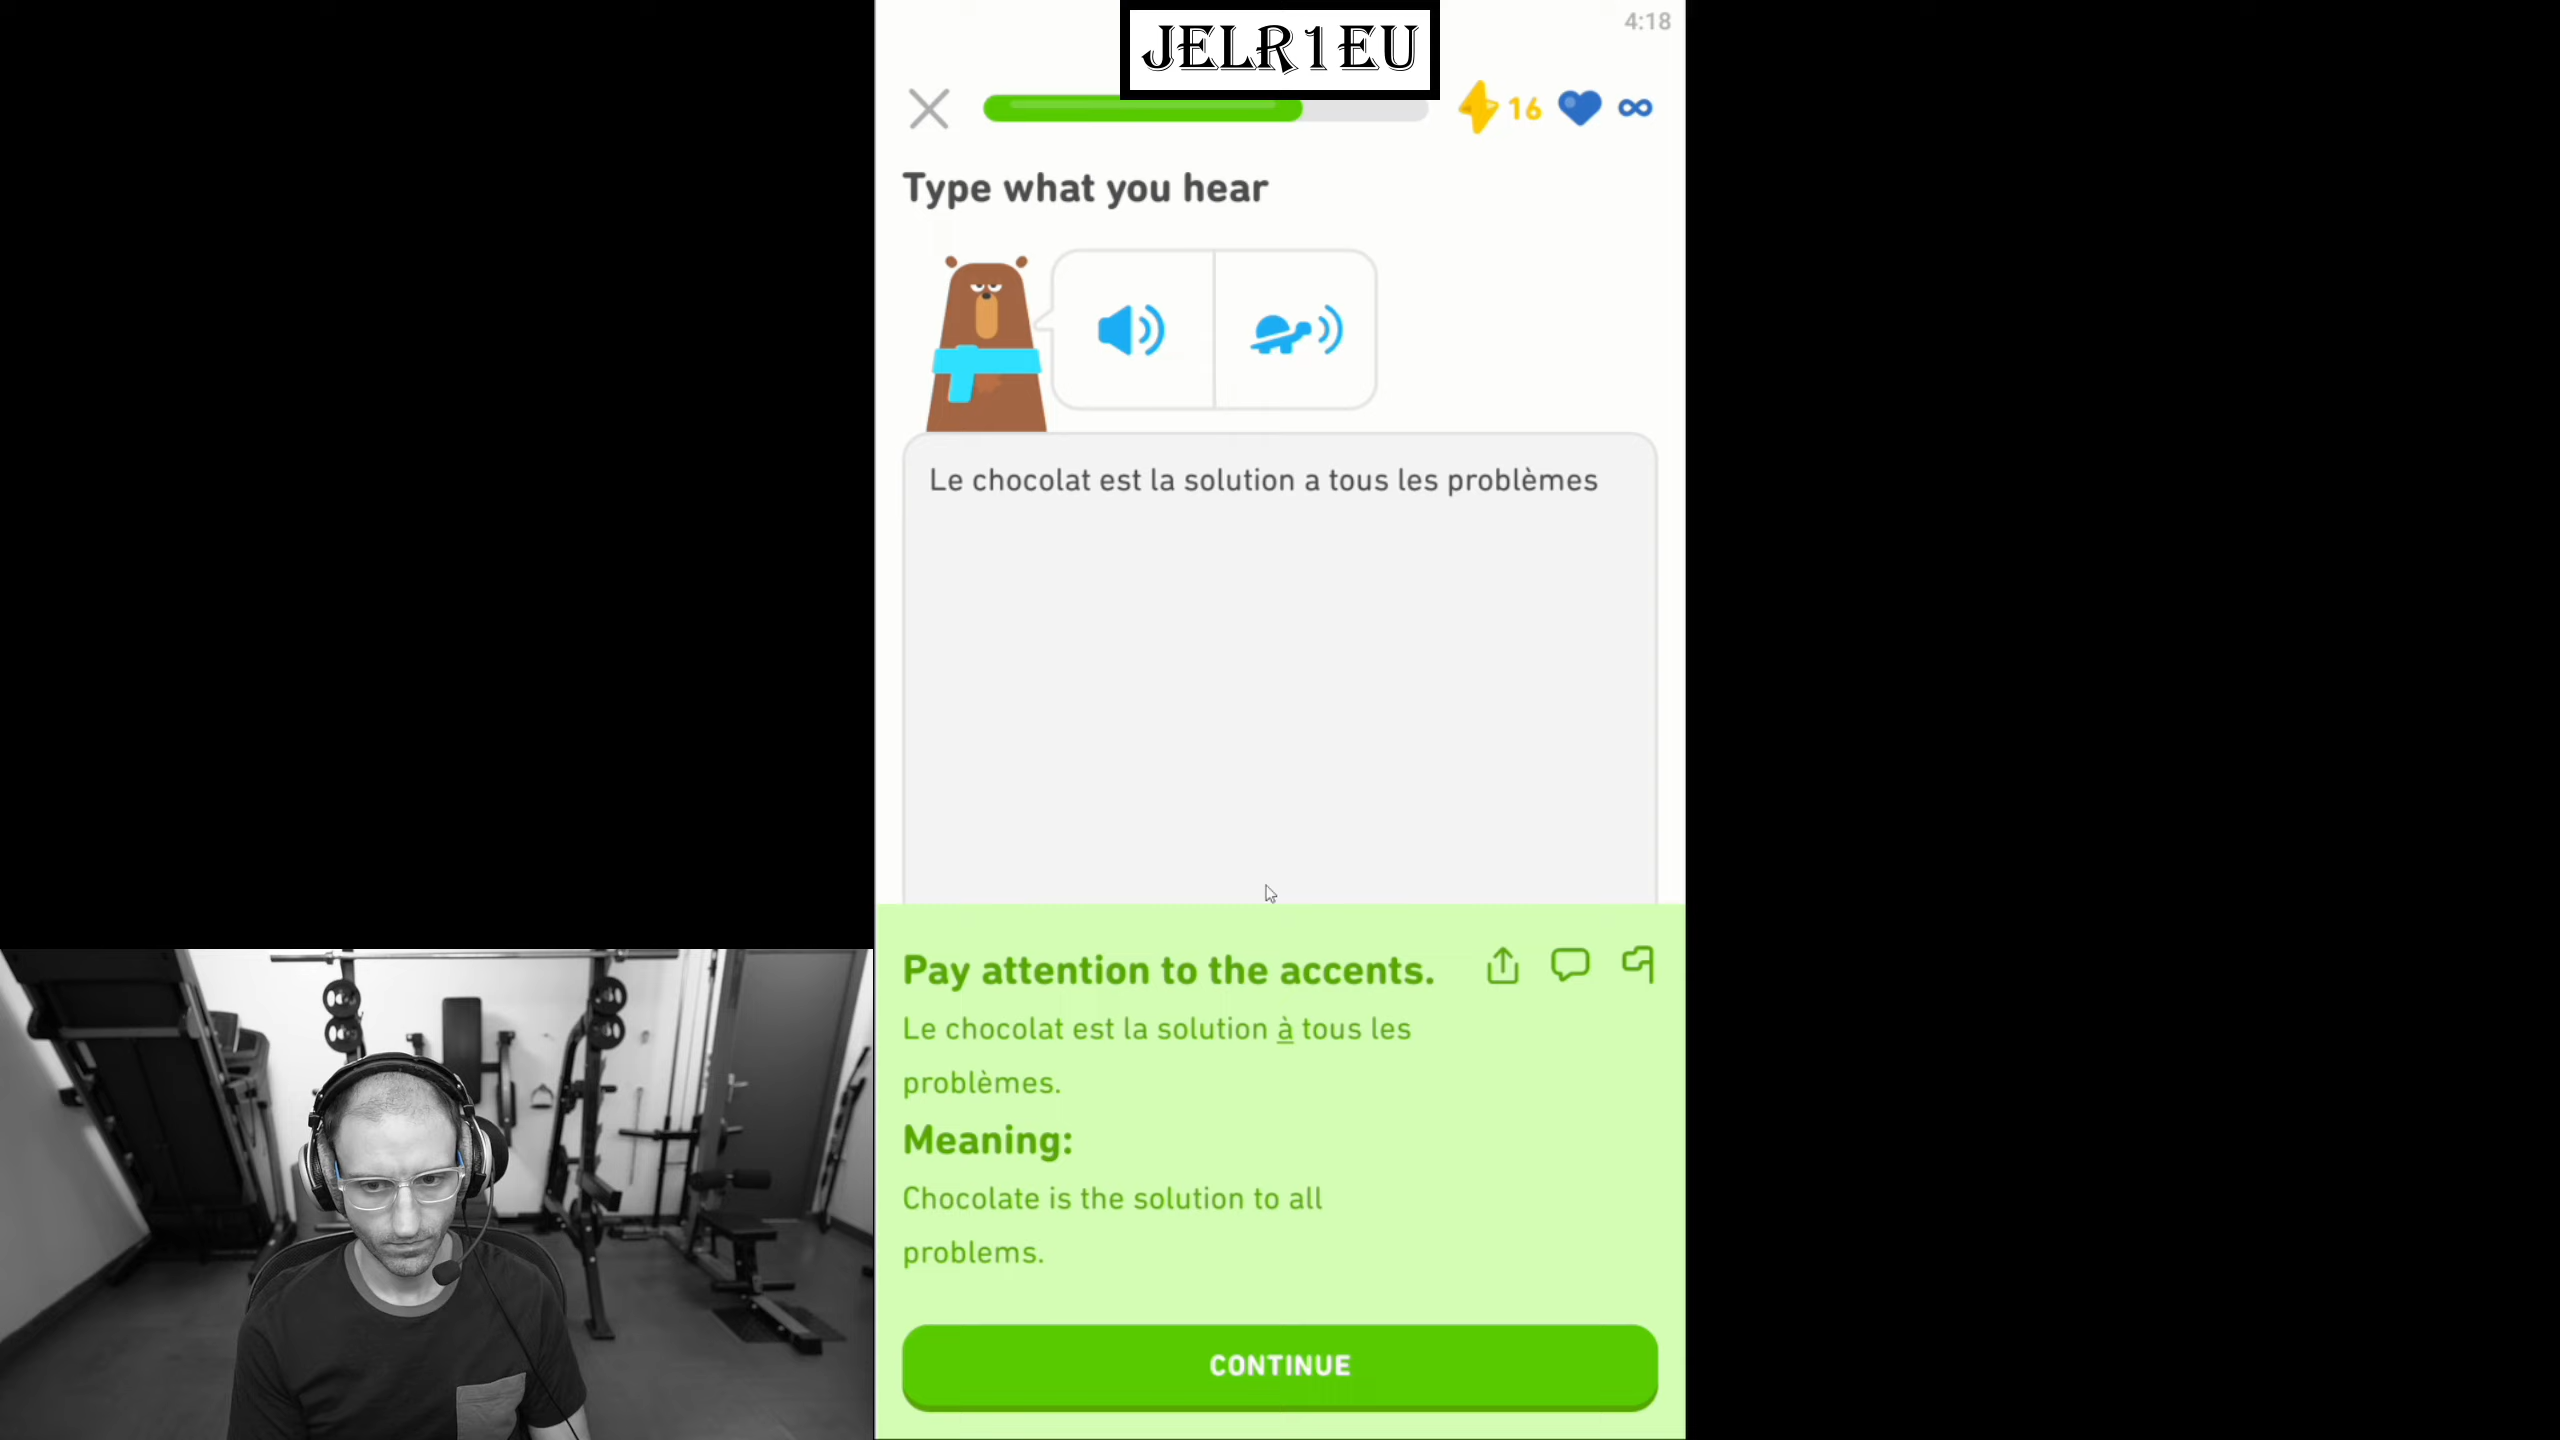 JELR1EU
4:18
16 ∞
Type what you hear
Le chocolat est la solution a tous les problèmes
Pay attention to the accents.
Le chocolat est la solution à tous les
problèmes.
Meaning:
Chocolate is the solution to all
problems.
CONTINUE